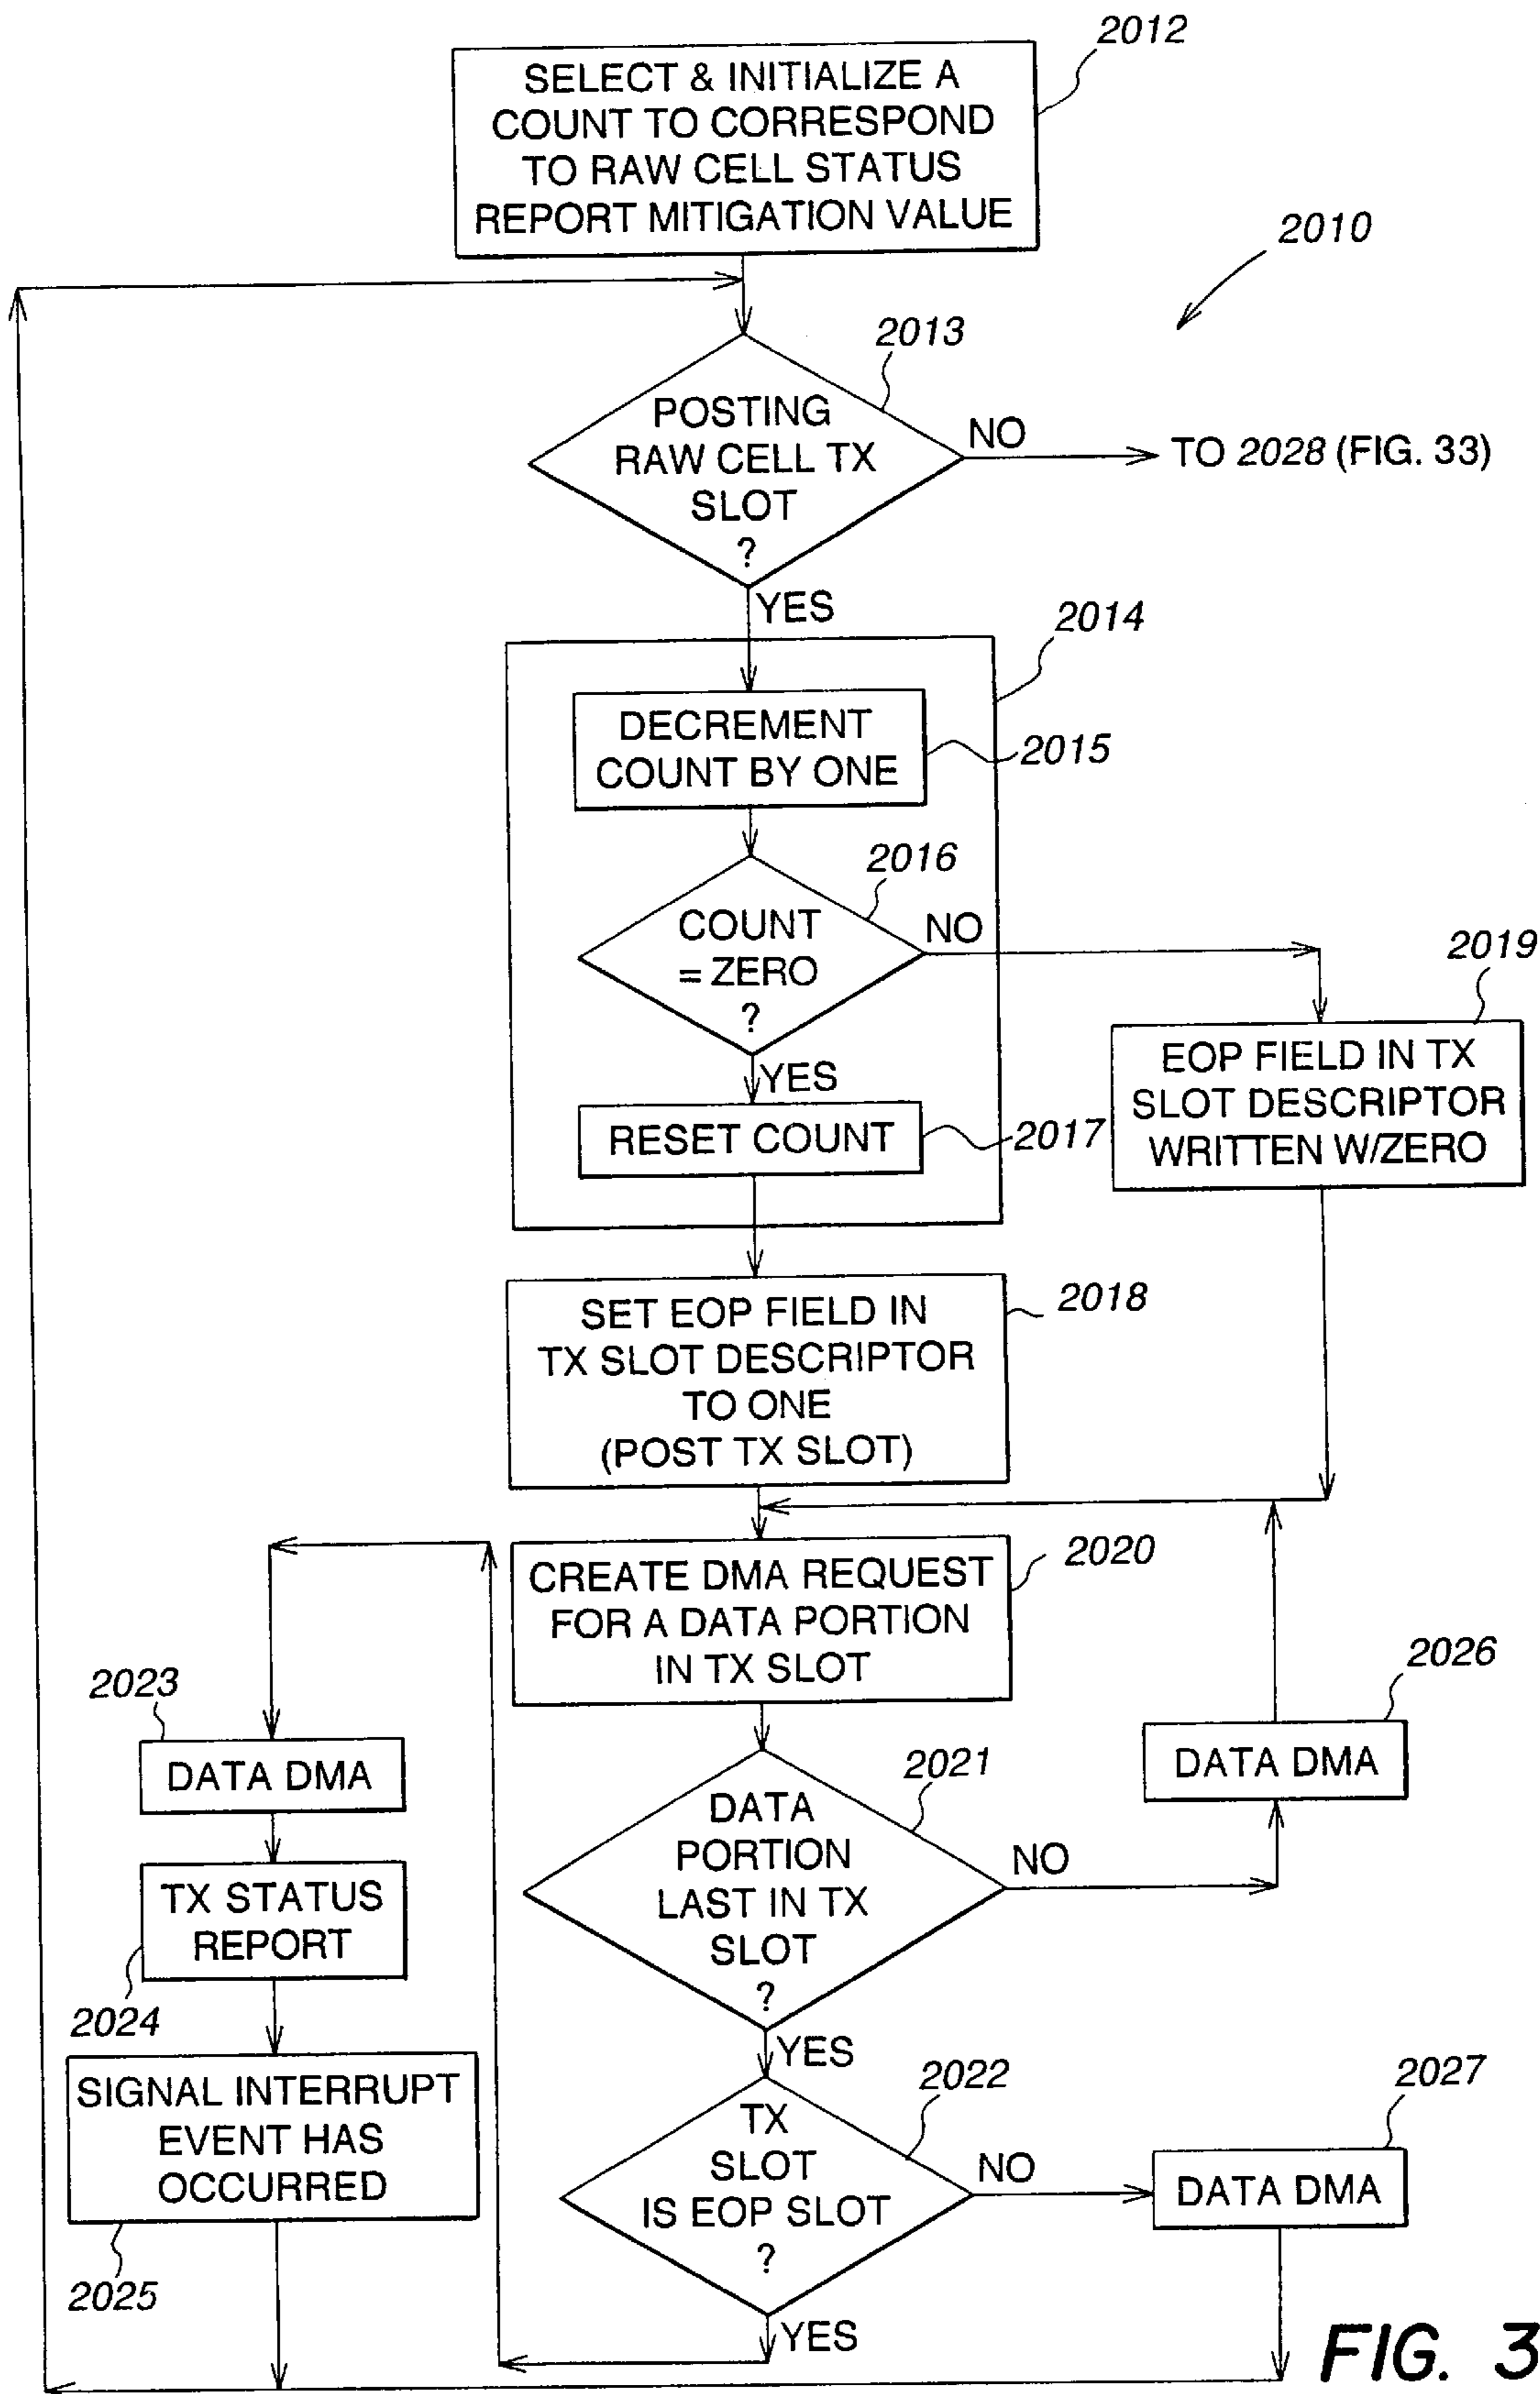 2012
SELECT & INITIALIZE A
COUNT TO CORRESPOND
TO RAW CELL STATUS
REPORT MITIGATION VALUE
2010
2013
POSTING
RAW CELL TX
SLOT
?
NO
TO 2028 (FIG. 33)
YES
2014
DECREMENT
COUNT BY ONE
2015
2016
COUNT
= ZERO
?
NO
YES
2019
EOP FIELD IN TX
SLOT DESCRIPTOR
WRITTEN W/ZERO
RESET COUNT
2017
2018
SET EOP FIELD IN
TX SLOT DESCRIPTOR
TO ONE
(POST TX SLOT)
2020
CREATE DMA REQUEST
FOR A DATA PORTION
IN TX SLOT
2023
DATA DMA
2026
DATA DMA
2021
DATA
PORTION
LAST IN TX
SLOT
?
NO
YES
TX STATUS
REPORT
2024
SIGNAL INTERRUPT
EVENT HAS
OCCURRED
2025
2022
TX
SLOT
IS EOP SLOT
?
NO
YES
2027
DATA DMA
FIG. 3